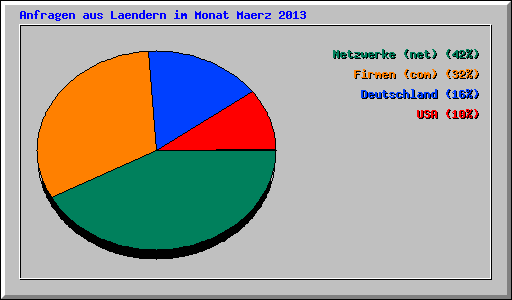 Anfragen aus Laendern im Monat Maerz 2013
Netzwerke (net) (42%)
Firmen (com) (32%)
Deutschland (16%)
USA (10%)